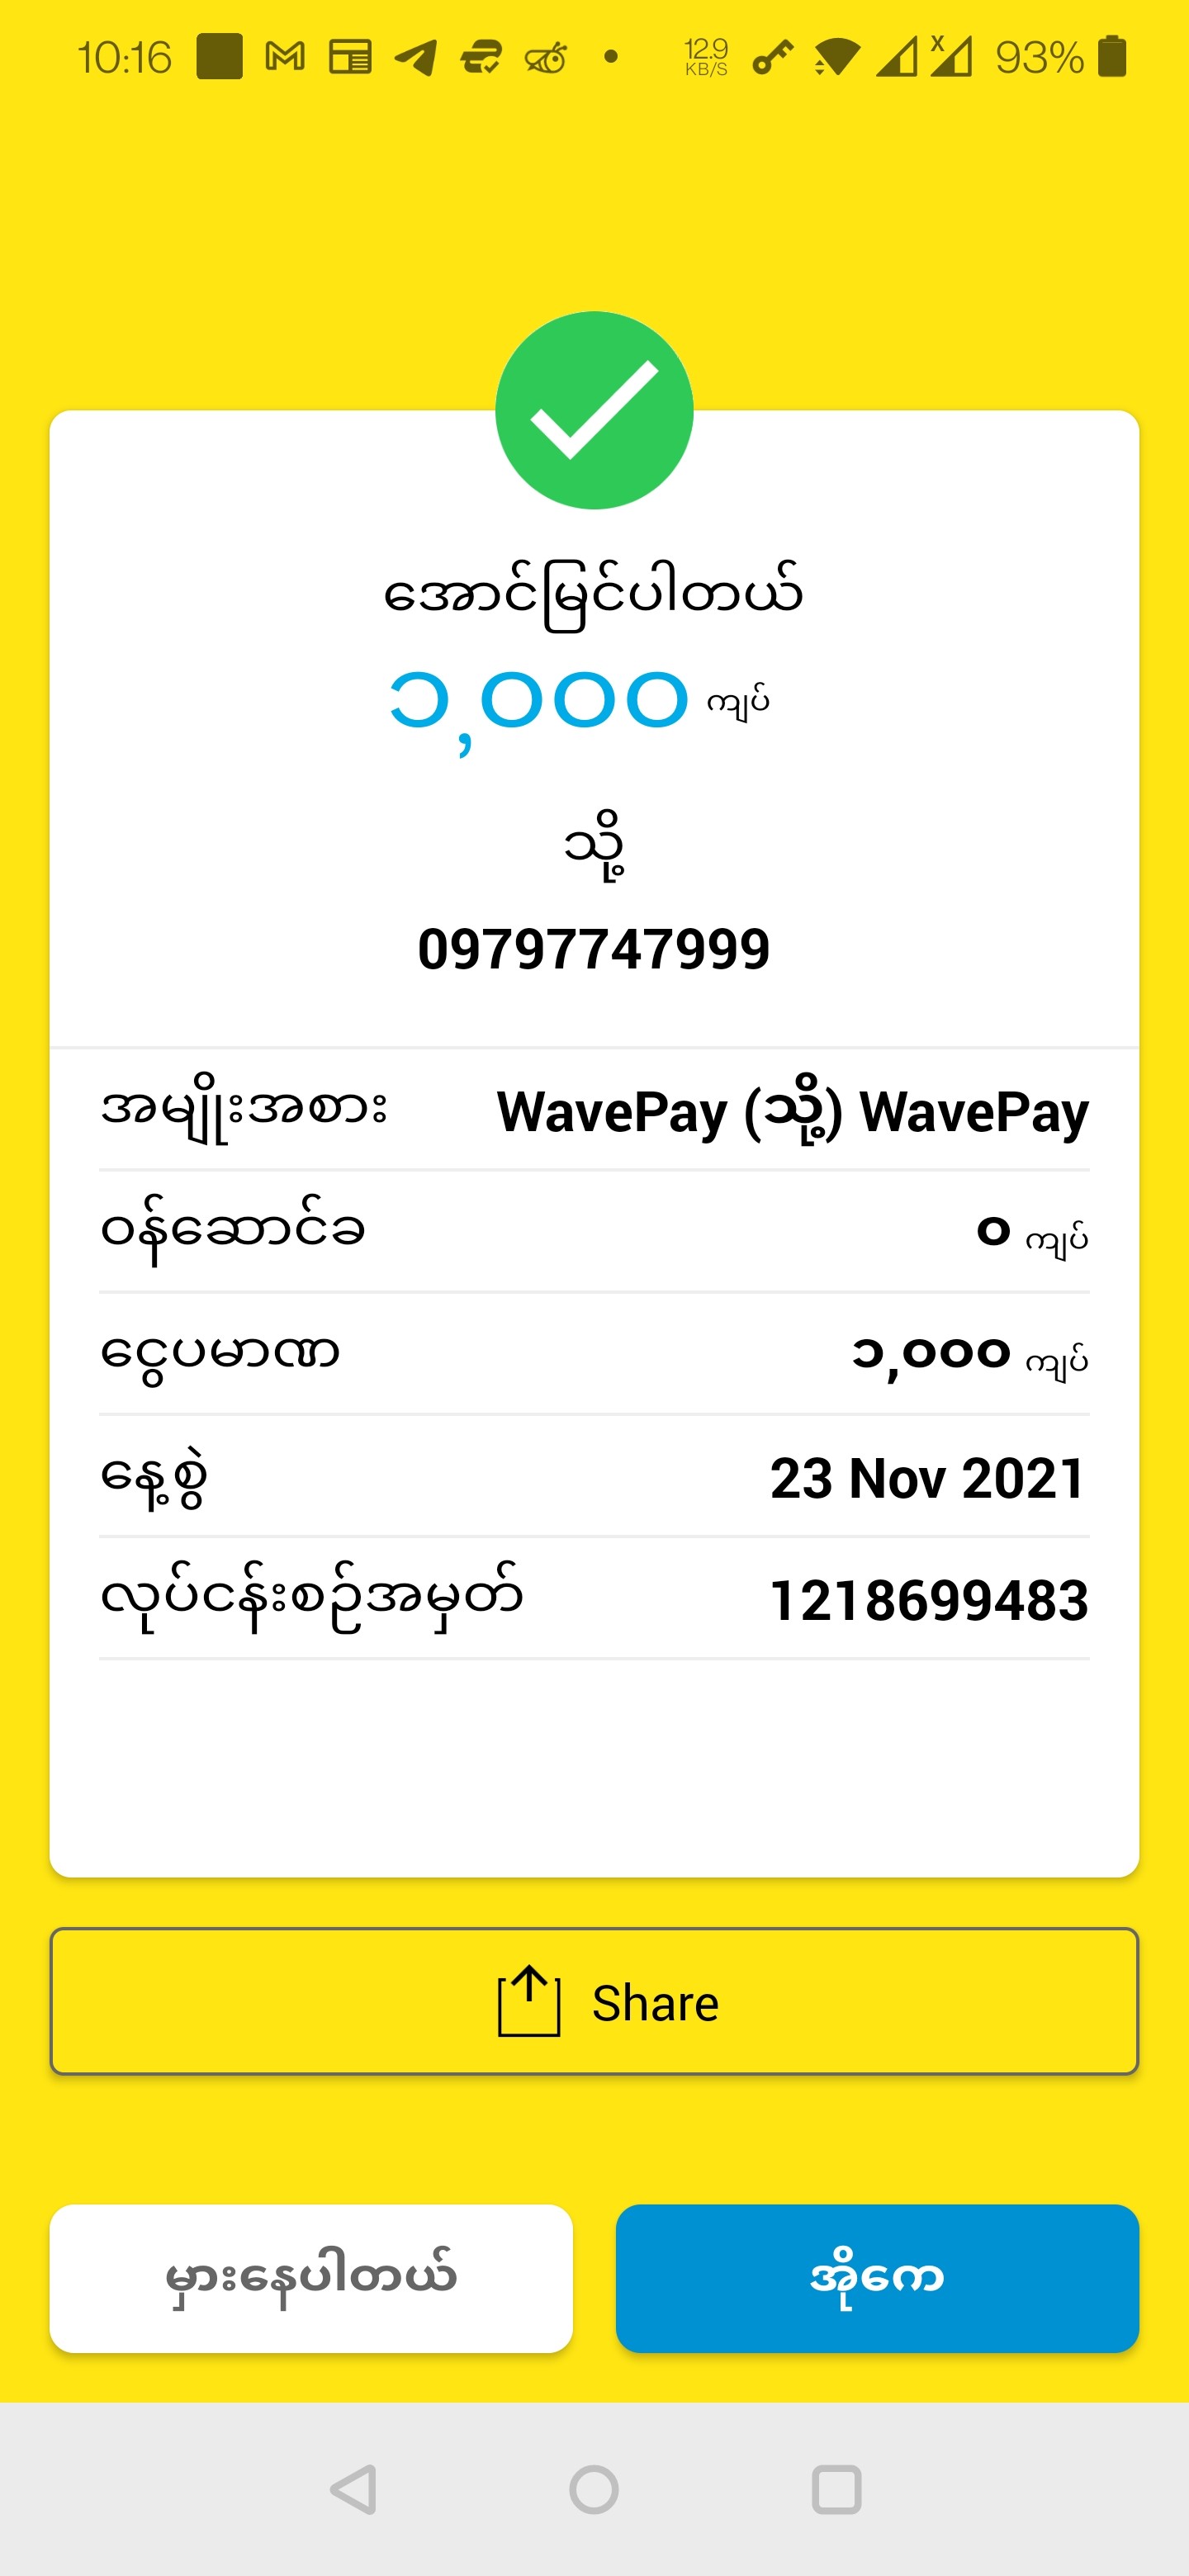 10:16
12.9 KB/S
x
93%
အောင်မြင်ပါတယ်
၁,၀၀၀ ကျပ်
သို့
09797747999
အမျိုးအစား WavePay (သို့) WavePay
ဝန်ဆောင်ခ ၀ ကျပ်
ငွေပမာဏ ၁,၀၀၀ ကျပ်
နေ့စွဲ 23 Nov 2021
လုပ်ငန်းစဉ်အမှတ် 1218699483
Share
မှားနေပါတယ်
အိုကေ